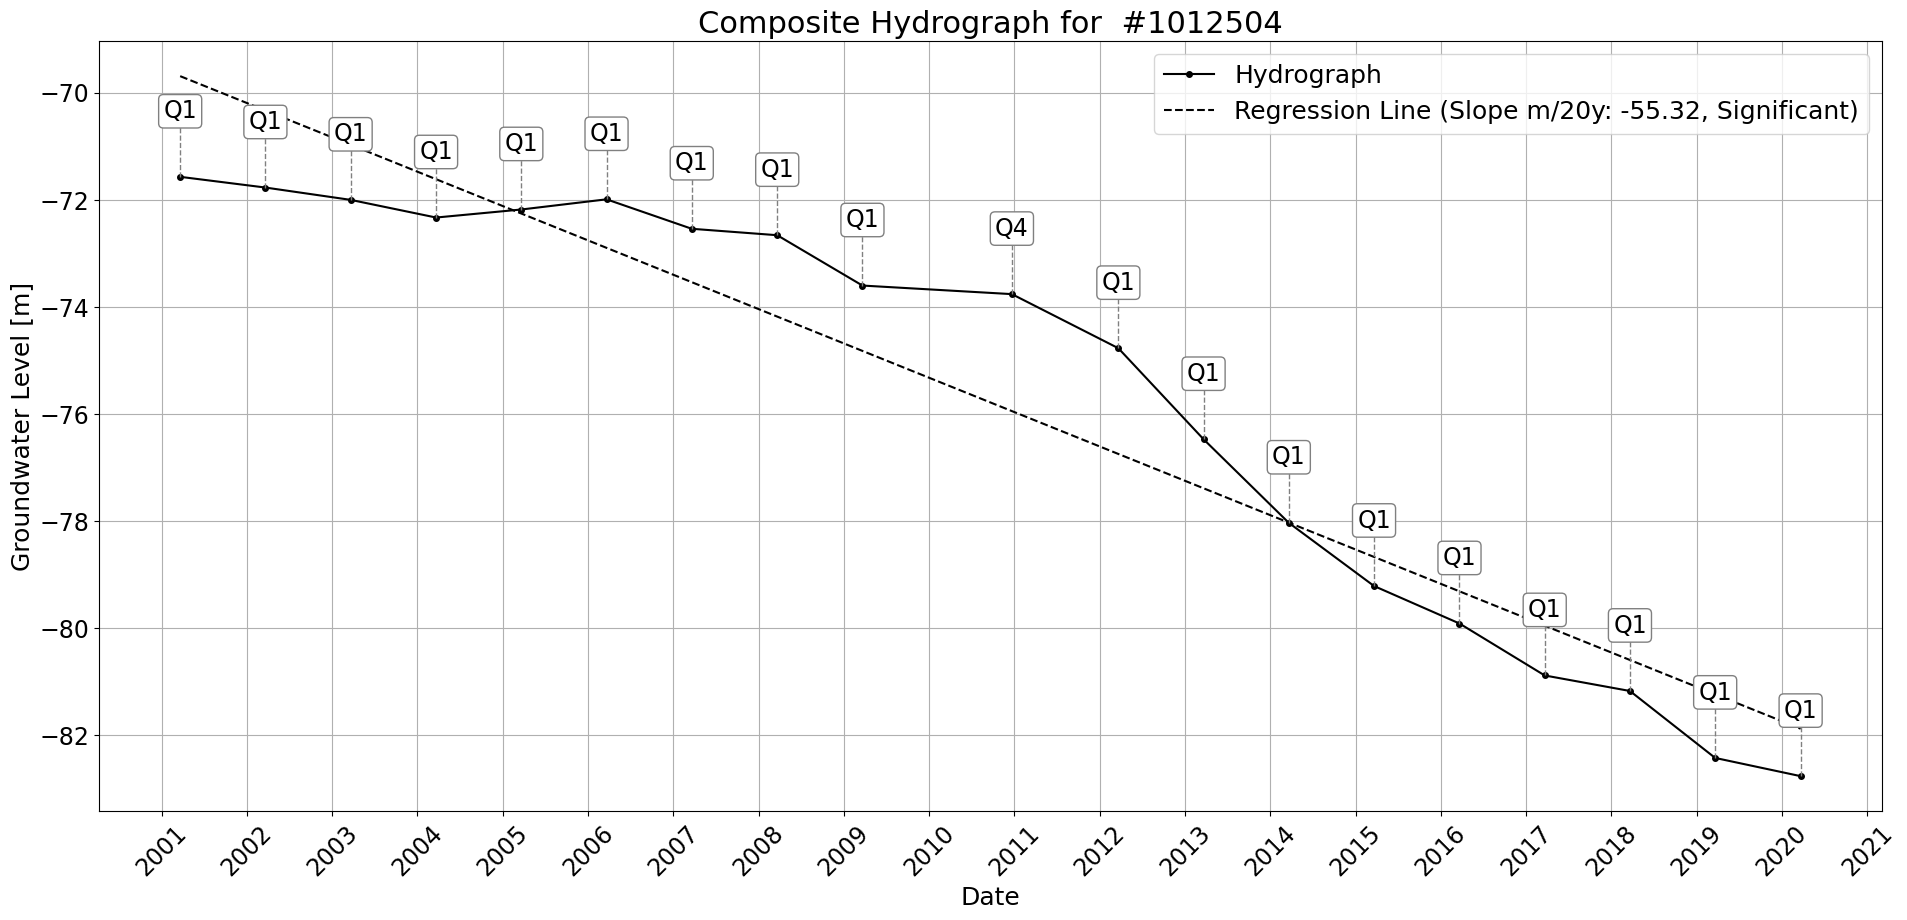 Composite Hydrograph for  #1012504
Hydrograph
Regression Line (Slope m/20y: -55.32, Significant)
Groundwater Level [m]
−70
−72
−74
−76
−78
−80
−82
Q1
Q1
Q1
Q1
Q1
Q1
Q1
Q1
Q1
Q4
Q1
Q1
Q1
Q1
Q1
Q1
Q1
Q1
Q1
2001
2002
2003
2004
2005
2006
2007
2008
2009
2010
2011
2012
2013
2014
2015
2016
2017
2018
2019
2020
2021
Date